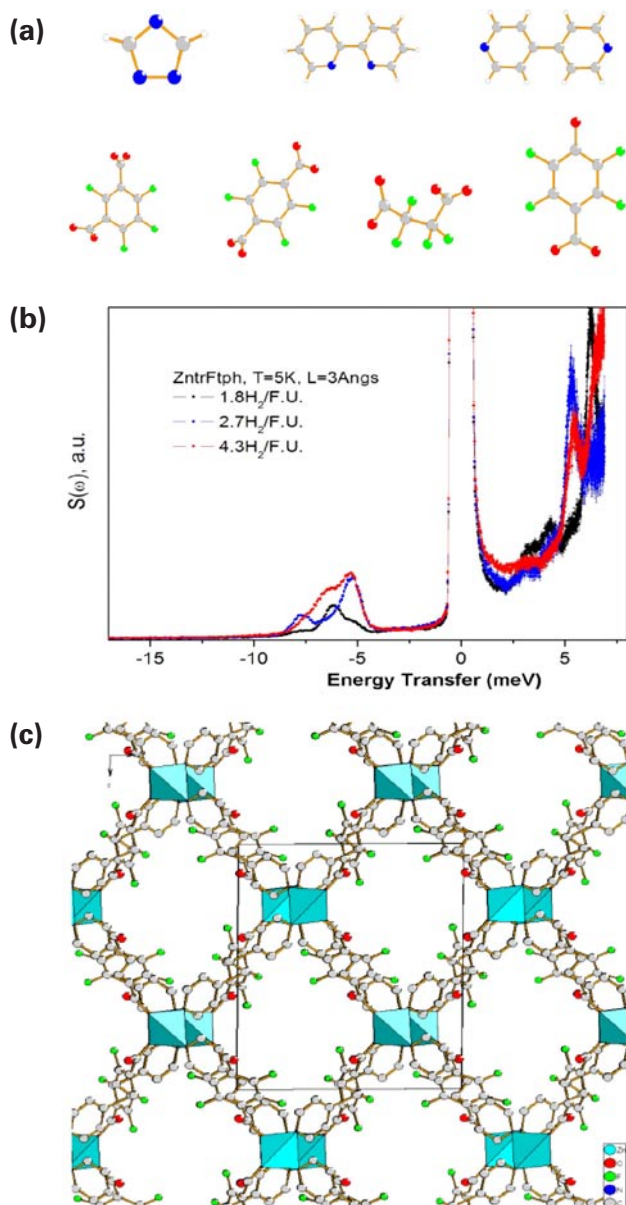 (a)
(b)
ZntrFtph, T=5K, L=3Angs
1.8H₂/F.U.
2.7H₂/F.U.
4.3H₂/F.U.
S(ω), a.u.
-15 -10 -5 0 5
Energy Transfer (meV)
(c)
O
F
N
C